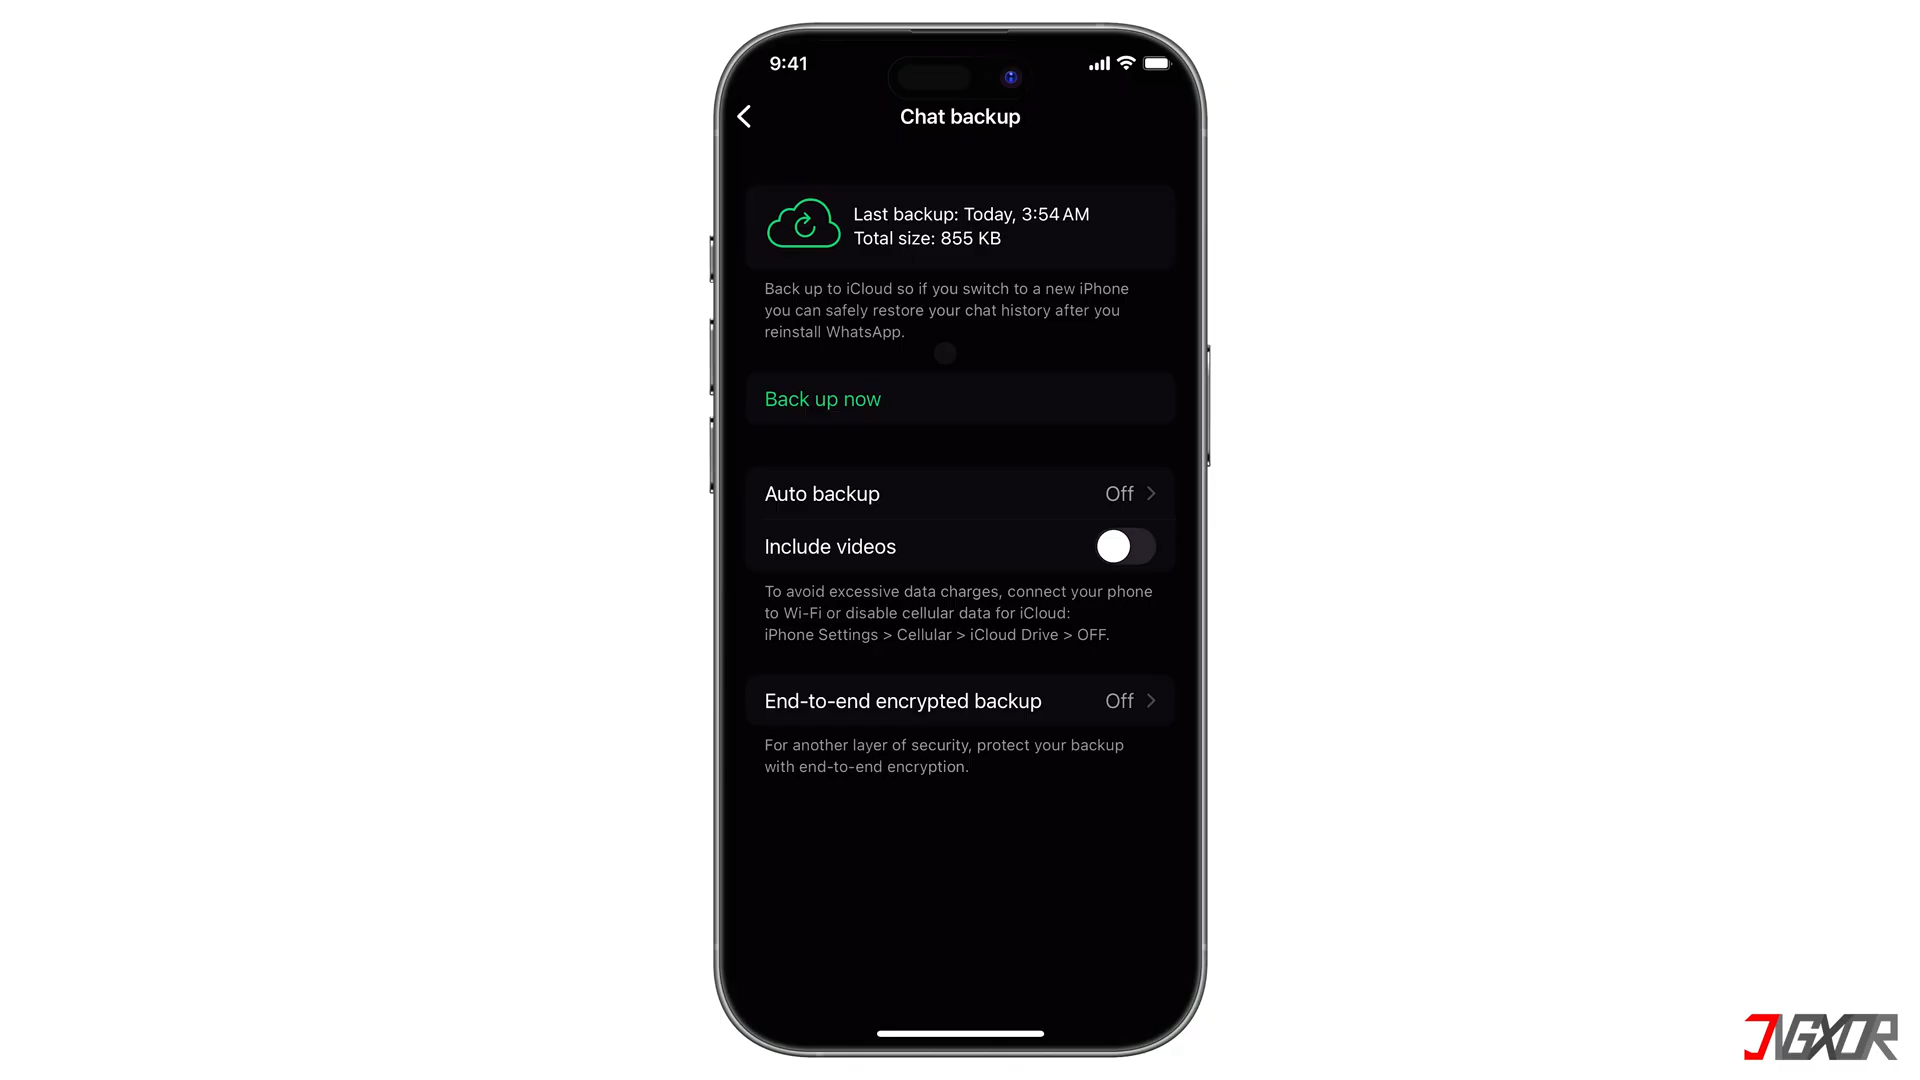 9:41
Chat backup
Last backup: Today, 3:54 AM
Total size: 855 KB
Back up to iCloud so if you switch to a new iPhone
you can safely restore your chat history after you
reinstall WhatsApp.
Back up now
Auto backup Off
Include videos
To avoid excessive data charges, connect your phone
to Wi-Fi or disable cellular data for iCloud:
iPhone Settings > Cellular > iCloud Drive > OFF.
End-to-end encrypted backup Off
For another layer of security, protect your backup
with end-to-end encryption.
JVGXOR